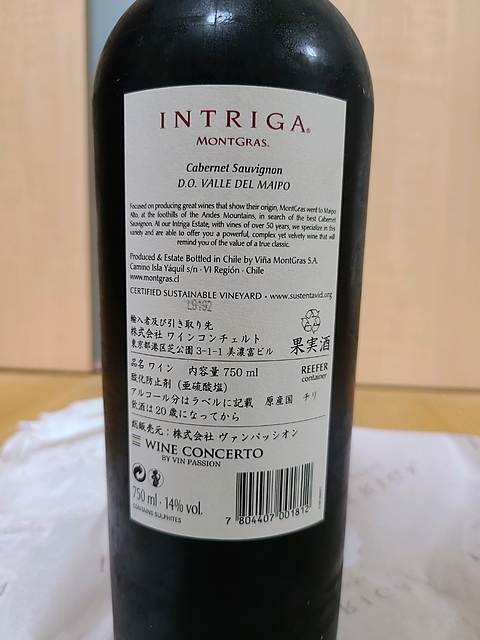 INTRIGA®
MONTGRAS®
Cabernet Sauvignon
D.O. VALLE DEL MAIPO
Focused on producing great wines that show their origin, MontGras went to Maipo
Alto, at the foothills of the Andes Mountains, in search of the best Cabernet
Sauvignon. At our Intriga Estate, with vines of over 50 years, we specialize in this
variety and are able to offer you a powerful, complex yet velvety wine that will
remind you of the value of a true classic.
Produced & Estate Bottled in Chile by Viña MontGras S.A.
Camino Isla Yáquil s/n · VI Región · Chile
www.montgras.cl
CERTIFIED SUSTAINABLE VINEYARD · www.sustentavid.org
L9192
輸入者及び引き取り先
株式会社 ワインコンチェルト
東京都港区芝公園3-1-1 美濃富ビル
果実酒
品名 ワイン 内容量 750 ml
酸化防止剤（亜硫酸塩）
REEFER
container
アルコール分はラベルに記載 原産国 チリ
飲酒は20歳になってから
総販売元：株式会社 ヴァンパッシオン
WINE CONCERTO
BY VIN PASSION
750 ml · 14% vol.
CONTAINS SULPHITES
7 804407 001812